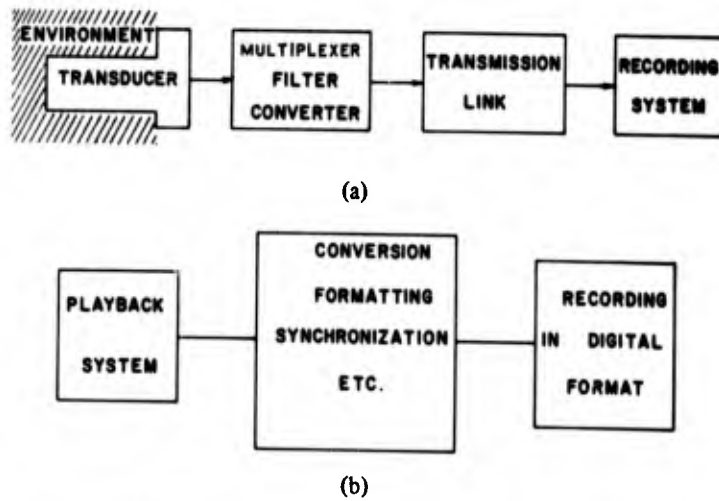 ENVIRONMENT
TRANSDUCER
MULTIPLEXER
FILTER
CONVERTER
TRANSMISSION
LINK
RECORDING
SYSTEM
(a)
PLAYBACK
SYSTEM
CONVERSION
FORMATTING
SYNCHRONIZATION
ETC.
RECORDING
IN DIGITAL
FORMAT
(b)